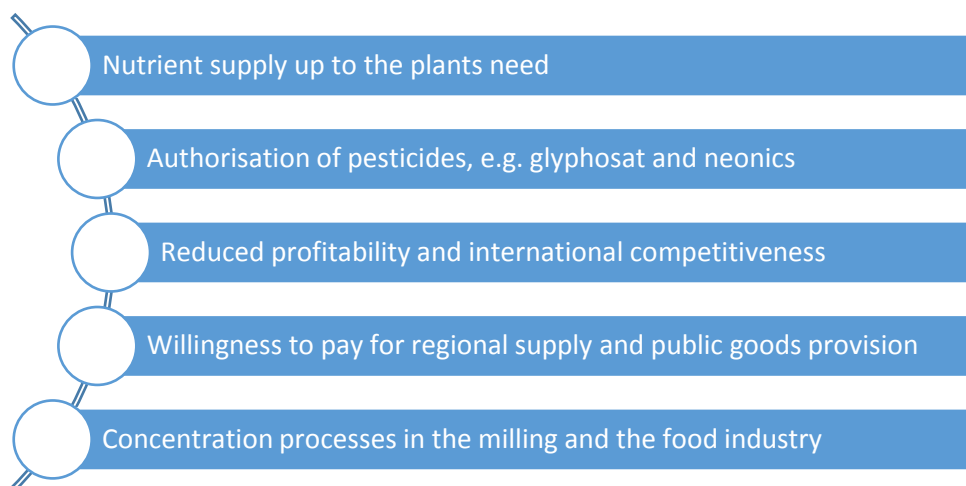 Nutrient supply up to the plants need
Authorisation of pesticides, e.g. glyphosat and neonics
Reduced profitability and international competitiveness
Willingness to pay for regional supply and public goods provision
Concentration processes in the milling and the food industry